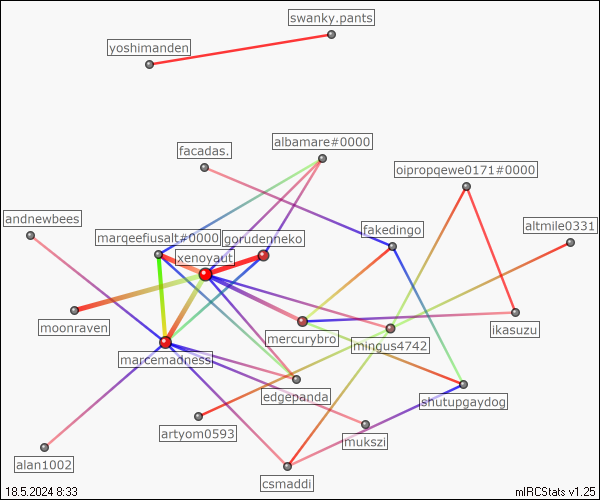 swanky.pants
yoshimanden
albamare#0000
facadas.
oipropqewe0171#0000
andnewbees
altmile0331
marqeefiusalt#0000
gorudenneko
fakedingo
xenoyaut
moonraven
ikasuzu
mercurybro
mingus4742
marcemadness
edgepanda
shutupgaydog
artyom0593
mukszi
alan1002
csmaddi
18.5.2024 8:33
mIRCStats v1.25